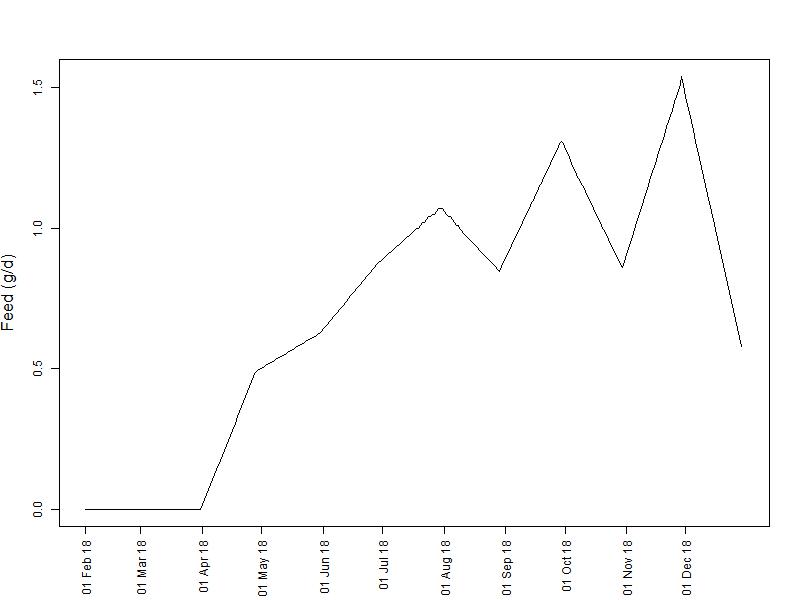 Feed (g/d)
1.5
1.0
0.5
0.0
01 Feb 18
01 Mar 18
01 Apr 18
01 May 18
01 Jun 18
01 Jul 18
01 Aug 18
01 Sep 18
01 Oct 18
01 Nov 18
01 Dec 18